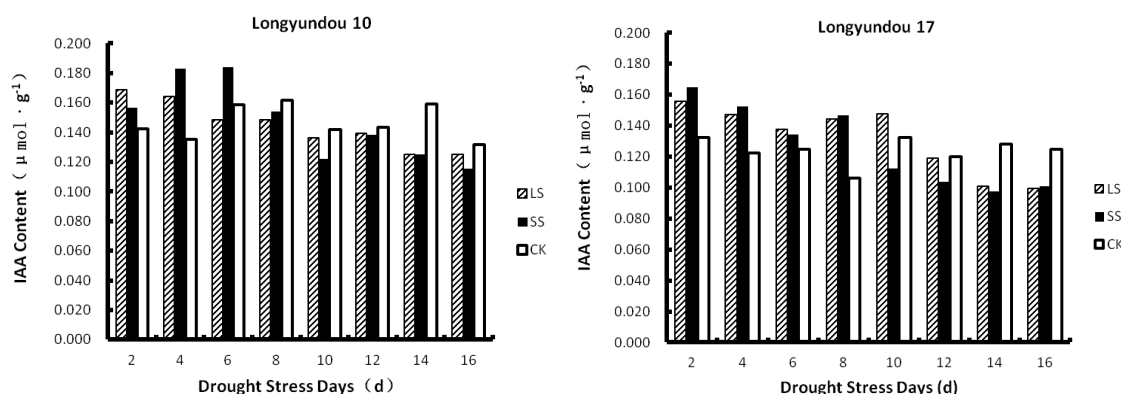 Longyundou 10
0.200
0.180
0.160
0.140
0.120
0.100
0.080
0.060
0.040
0.020
0.000
IAA Content（μ mol · g⁻¹）
2 4 6 8 10 12 14 16
Drought Stress Days（d）
LS
SS
CK
Longyundou 17
0.200
0.180
0.160
0.140
0.120
0.100
0.080
0.060
0.040
0.020
0.000
IAA Content（μ mol · g⁻¹）
2 4 6 8 10 12 14 16
Drought Stress Days (d)
LS
SS
CK